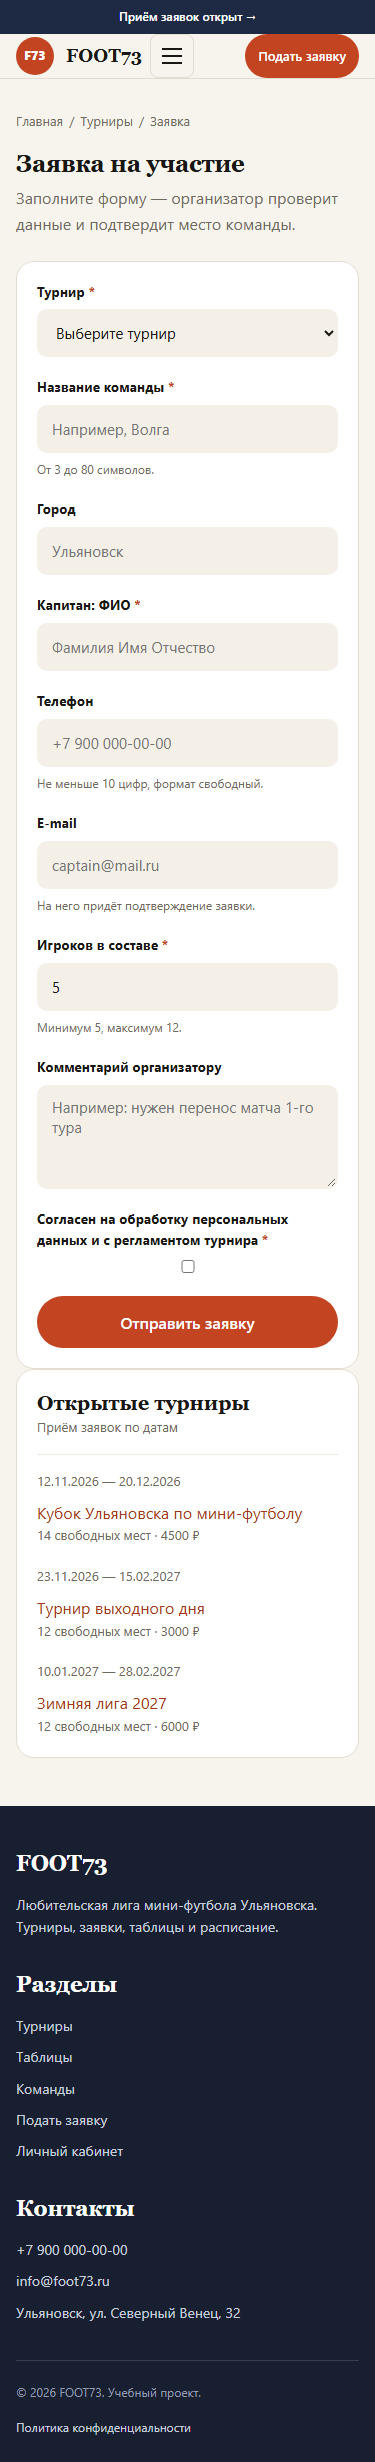 Приём заявок открыт →
F73 FOOT73 Подать заявку
Главная / Турниры / Заявка
Заявка на участие
Заполните форму — организатор проверит
данные и подтвердит место команды.
Турнир *
Выберите турнир
Название команды *
Например, Волга
От 3 до 80 символов.
Город
Ульяновск
Капитан: ФИО *
Фамилия Имя Отчество
Телефон
+7 900 000-00-00
Не меньше 10 цифр, формат свободный.
E-mail
captain@mail.ru
На него придёт подтверждение заявки.
Игроков в составе *
5
Минимум 5, максимум 12.
Комментарий организатору
Например: нужен перенос матча 1-го
тура
Согласен на обработку персональных
данных и с регламентом турнира *
Отправить заявку
Открытые турниры
Приём заявок по датам
12.11.2026 — 20.12.2026
Кубок Ульяновска по мини-футболу
14 свободных мест · 4500 ₽
23.11.2026 — 15.02.2027
Турнир выходного дня
12 свободных мест · 3000 ₽
10.01.2027 — 28.02.2027
Зимняя лига 2027
12 свободных мест · 6000 ₽
FOOT73
Любительская лига мини-футбола Ульяновска.
Турниры, заявки, таблицы и расписание.
Разделы
Турниры
Таблицы
Команды
Подать заявку
Личный кабинет
Контакты
+7 900 000-00-00
info@foot73.ru
Ульяновск, ул. Северный Венец, 32
© 2026 FOOT73. Учебный проект.
Политика конфиденциальности